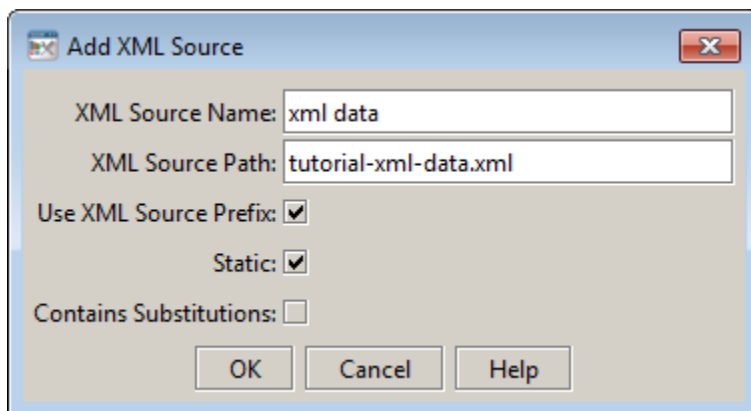 Add XML Source
XML Source Name: xml data
XML Source Path: tutorial-xml-data.xml
Use XML Source Prefix:
Static:
Contains Substitutions:
OK Cancel Help